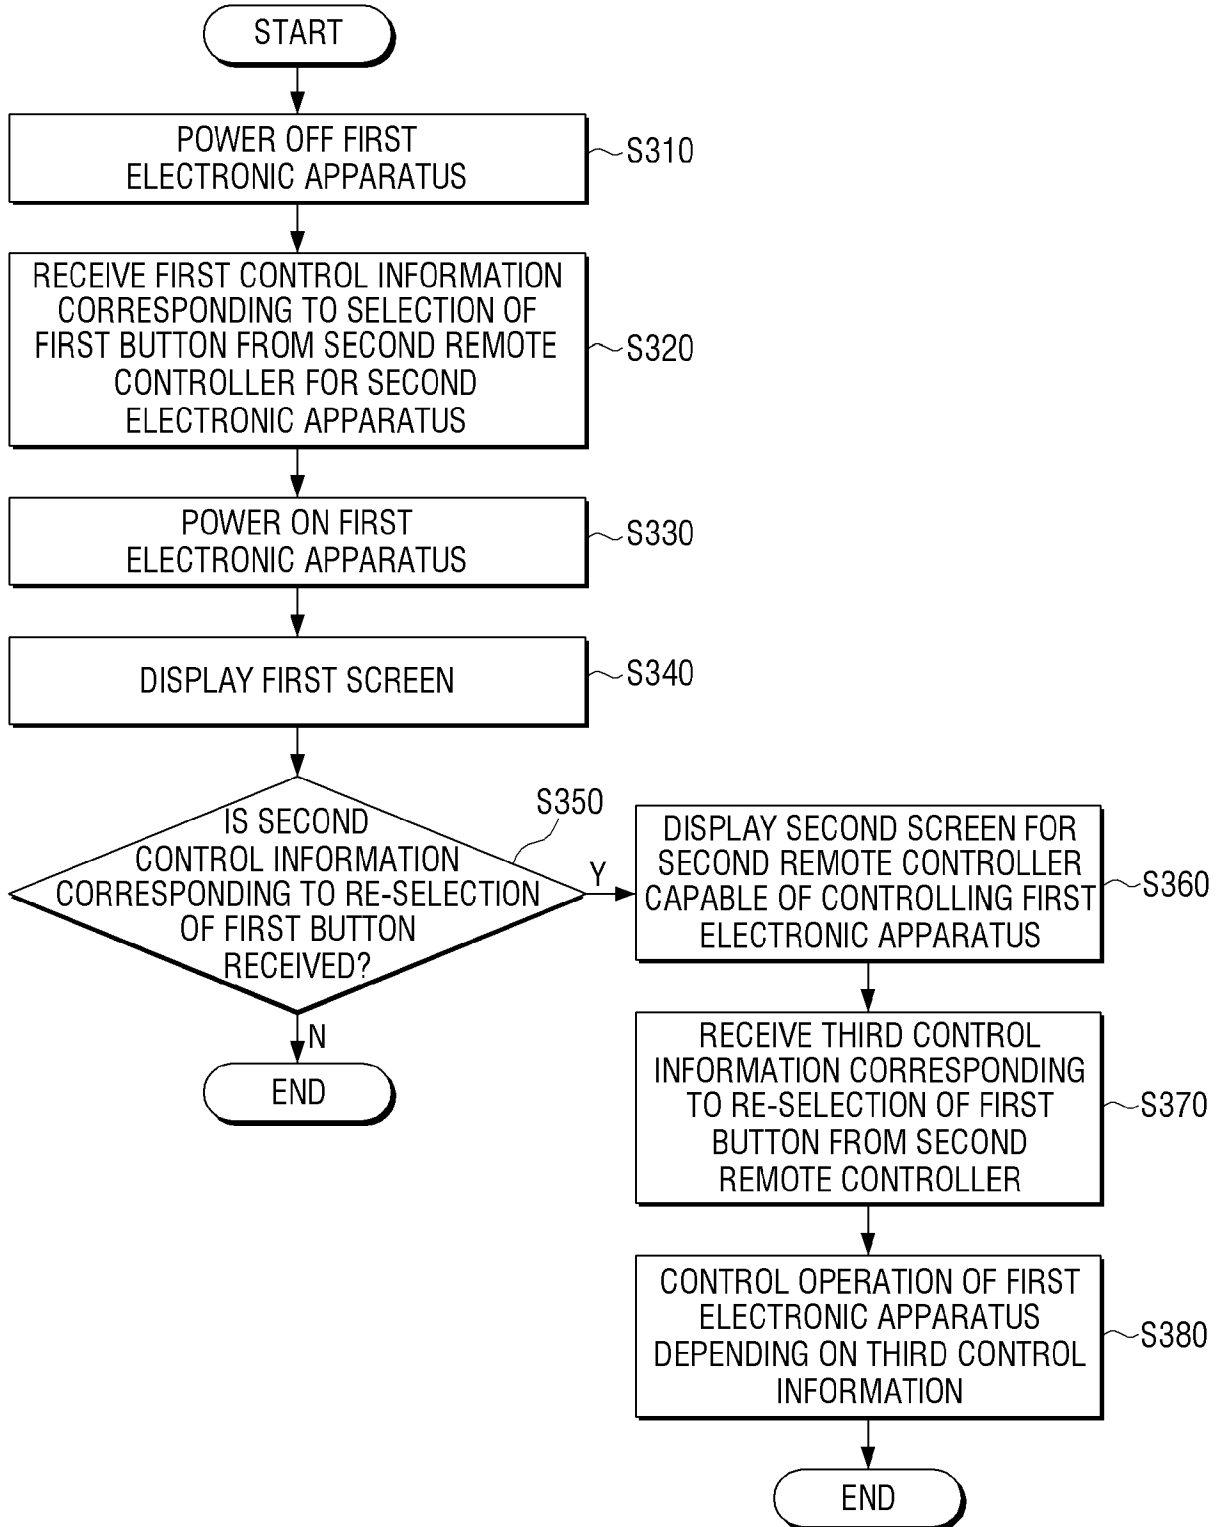 START
POWER OFF FIRST
ELECTRONIC APPARATUS
S310
RECEIVE FIRST CONTROL INFORMATION
CORRESPONDING TO SELECTION OF
FIRST BUTTON FROM SECOND REMOTE
CONTROLLER FOR SECOND
ELECTRONIC APPARATUS
S320
POWER ON FIRST
ELECTRONIC APPARATUS
S330
DISPLAY FIRST SCREEN
S340
IS SECOND
CONTROL INFORMATION
CORRESPONDING TO RE-SELECTION
OF FIRST BUTTON
RECEIVED?
S350
Y
N
END
DISPLAY SECOND SCREEN FOR
SECOND REMOTE CONTROLLER
CAPABLE OF CONTROLLING FIRST
ELECTRONIC APPARATUS
S360
RECEIVE THIRD CONTROL
INFORMATION CORRESPONDING
TO RE-SELECTION OF FIRST
BUTTON FROM SECOND
REMOTE CONTROLLER
S370
CONTROL OPERATION OF FIRST
ELECTRONIC APPARATUS
DEPENDING ON THIRD CONTROL
INFORMATION
S380
END